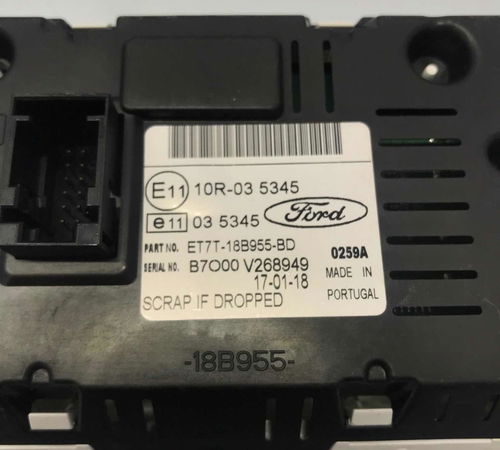 E11 10R-03 5345
e11 03 5345 Ford
PART NO. ET7T-18B955-BD 0259A
SERIAL NO. B7O00 V268949 MADE IN
17-01-18 PORTUGAL
SCRAP IF DROPPED
-18B955-